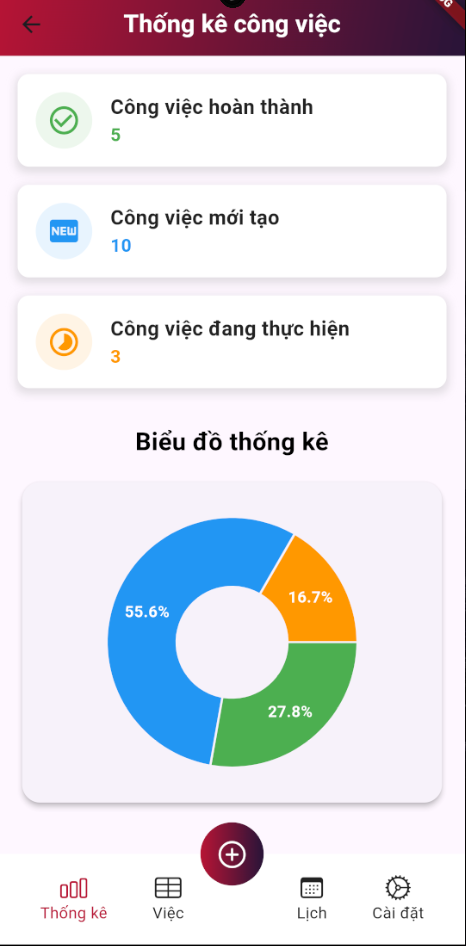 Thống kê công việc
Công việc hoàn thành
5
Công việc mới tạo
NEW
10
Công việc đang thực hiện
3
Biểu đồ thống kê
16.7%
55.6%
27.8%
Thống kê
Việc
Lịch
Cài đặt